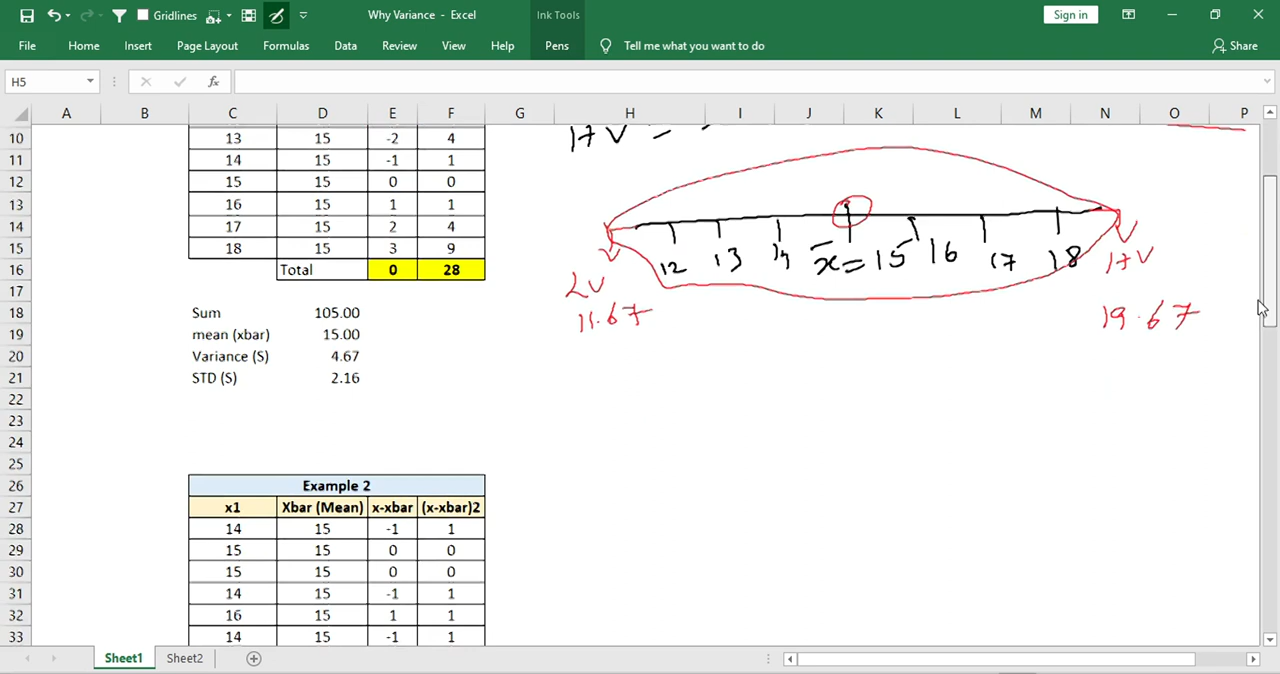 Gridlines
Why Variance - Excel
Ink Tools
Sign in
File Home Insert Page Layout Formulas Data Review View Help Pens Tell me what you want to do Share
H5 fx
A B C D E F G H I J K L M N O P
10 13 15 -2 4
17V =
11 14 15 -1 1
12 15 15 0 0
13 16 15 1 1
14 17 15 2 4
15 18 15 3 9
12 13 14 x̄=15 16 17 18 17V
16 Total 0 28
LV
17
18 Sum 105.00
11.67 19.67
19 mean (xbar) 15.00
20 Variance (S) 4.67
21 STD (S) 2.16
22
23
24
25
26 Example 2
27 x1 Xbar (Mean) x-xbar (x-xbar)2
28 14 15 -1 1
29 15 15 0 0
30 15 15 0 0
31 14 15 -1 1
32 16 15 1 1
33 14 15 -1 1
Sheet1 Sheet2